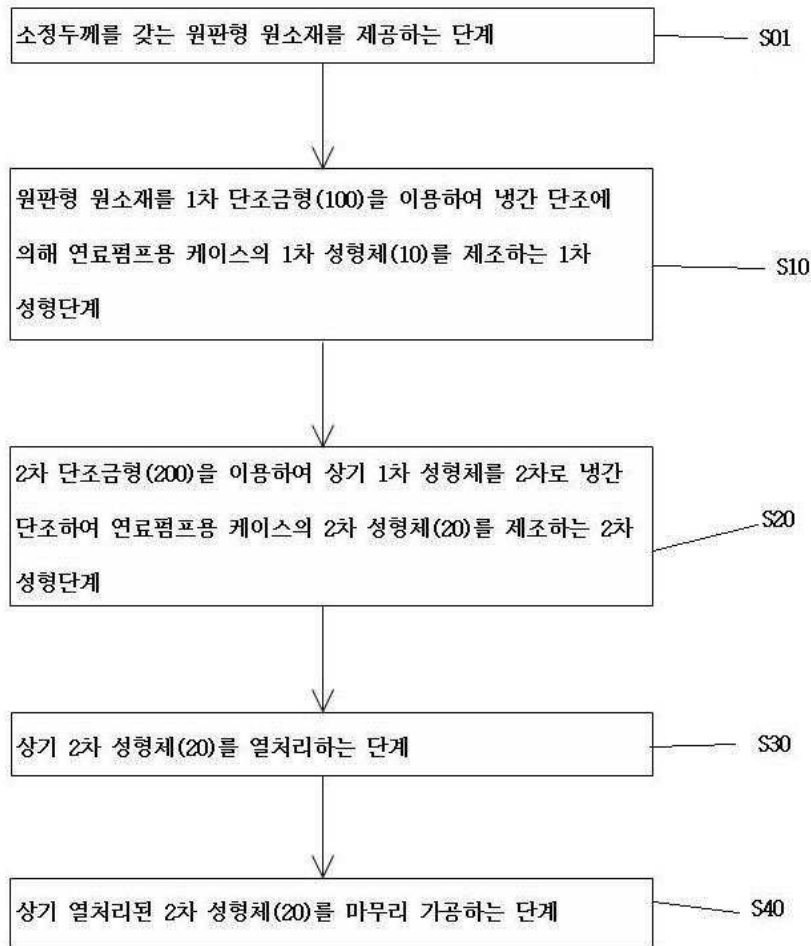 소정두께를 갖는 원판형 원소재를 제공하는 단계
S01
원판형 원소재를 1차 단조금형(100)을 이용하여 냉간 단조에
의해 연료펌프용 케이스의 1차 성형체(10)를 제조하는 1차
성형단계
S10
2차 단조금형(200)을 이용하여 상기 1차 성형체를 2차로 냉간
단조하여 연료펌프용 케이스의 2차 성형체(20)를 제조하는 2차
성형단계
S20
상기 2차 성형체(20)를 열처리하는 단계
S30
상기 열처리된 2차 성형체(20)를 마무리 가공하는 단계
S40